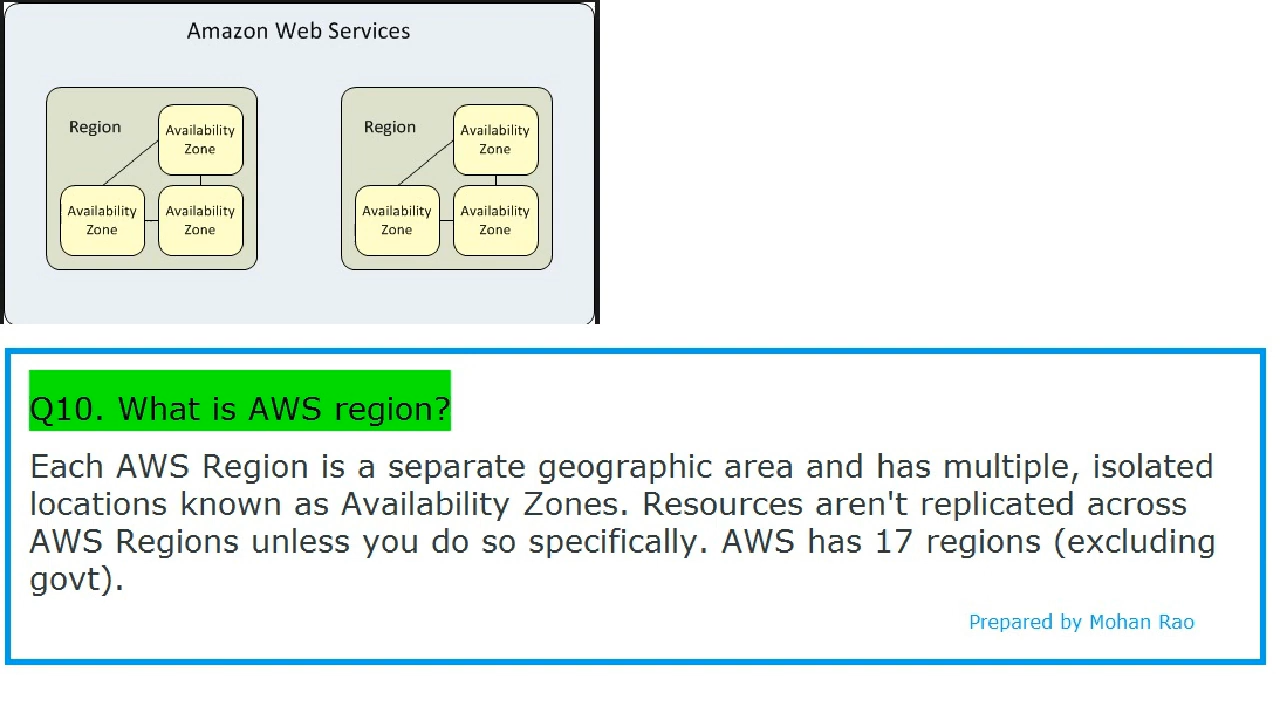 Amazon Web Services
Region
Availability
Zone
Availability
Zone
Availability
Zone
Region
Availability
Zone
Availability
Zone
Availability
Zone
Q10. What is AWS region?
Each AWS Region is a separate geographic area and has multiple, isolated
locations known as Availability Zones. Resources aren't replicated across
AWS Regions unless you do so specifically. AWS has 17 regions (excluding
govt).
Prepared by Mohan Rao